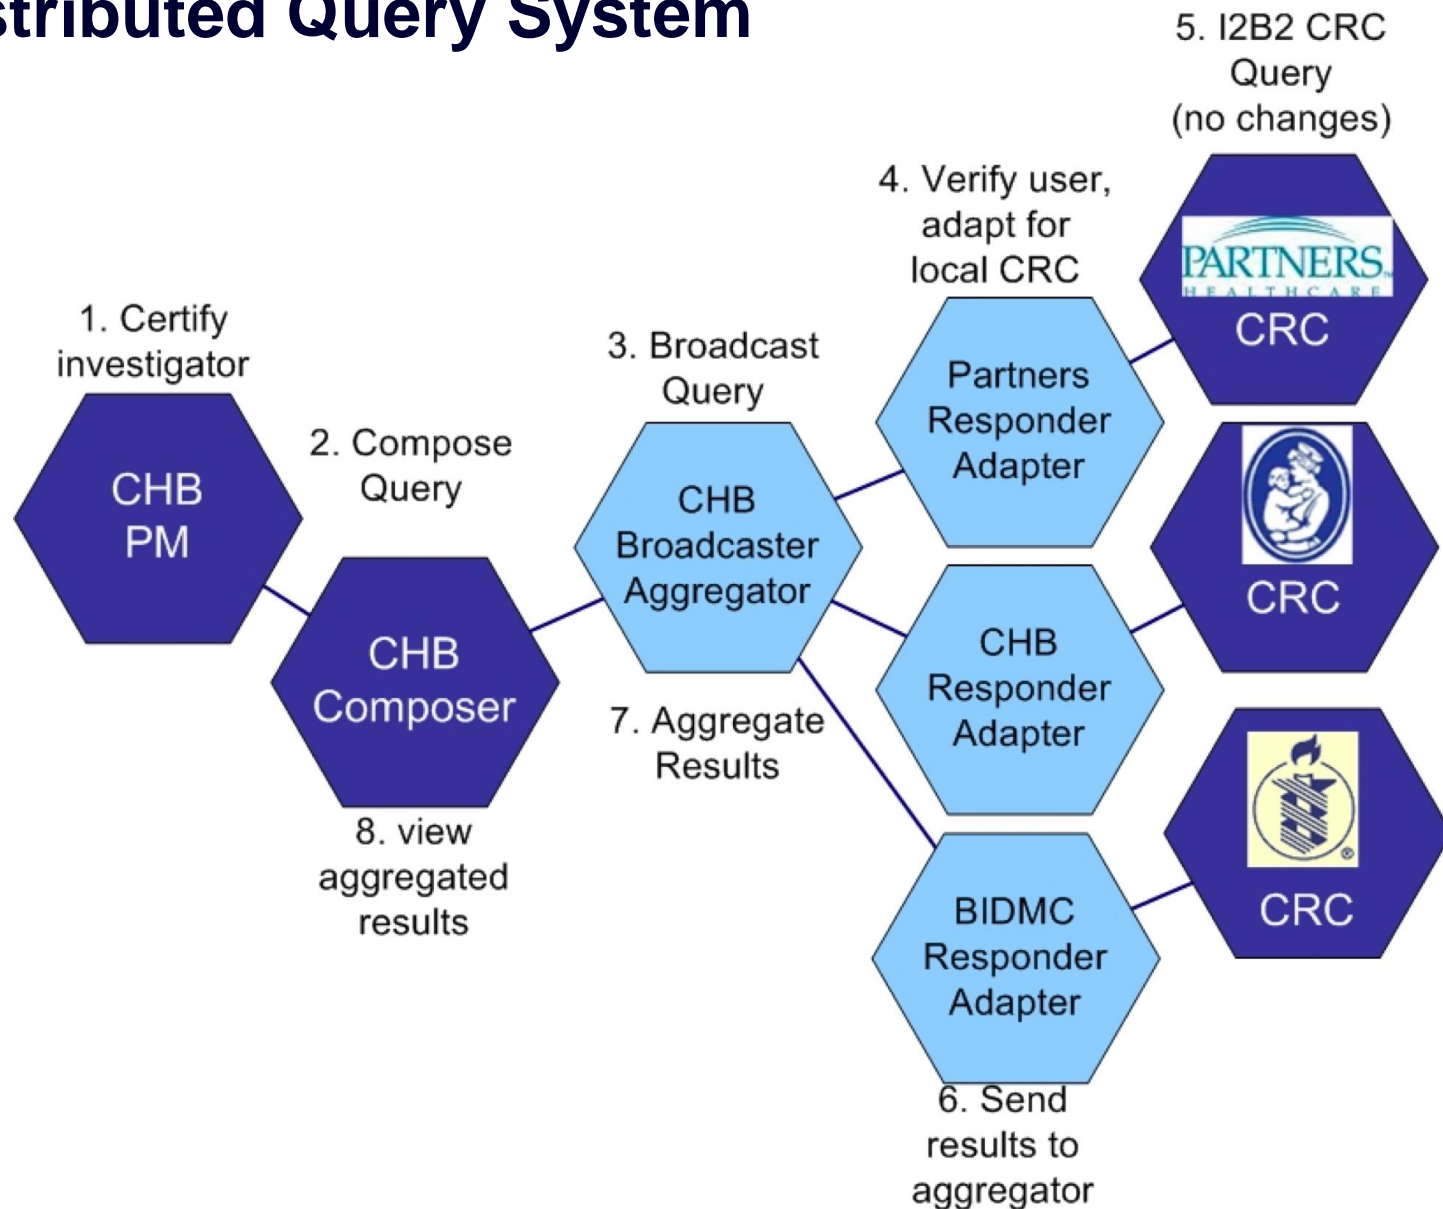 stributed Query System
5. I2B2 CRC
Query
(no changes)
4. Verify user,
adapt for
local CRC
PARTNERS
HEALTHCARE
CRC
1. Certify
investigator
3. Broadcast
Query
Partners
Responder
Adapter
2. Compose
Query
CHB
PM
CHB
Broadcaster
Aggregator
CRC
CHB
Composer
CHB
Responder
Adapter
7. Aggregate
Results
8. view
aggregated
results
®
CRC
BIDMC
Responder
Adapter
6. Send
results to
aggregator